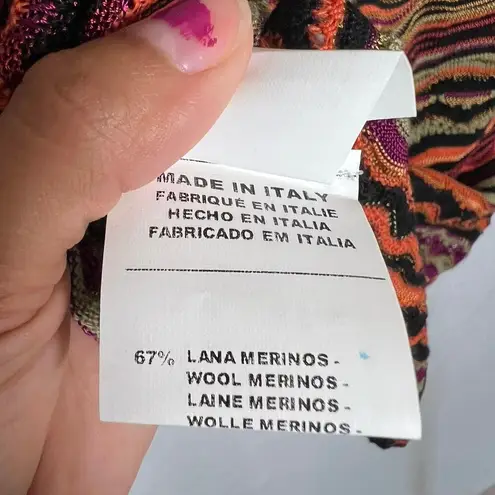 MADE IN ITALY
FABRIQUÉ EN ITALIE
HECHO EN ITALIA
FABRICADO EM ITALIA
67% LANA MERINOS -
WOOL MERINOS -
LAINE MERINOS -
WOLLE MERINOS -